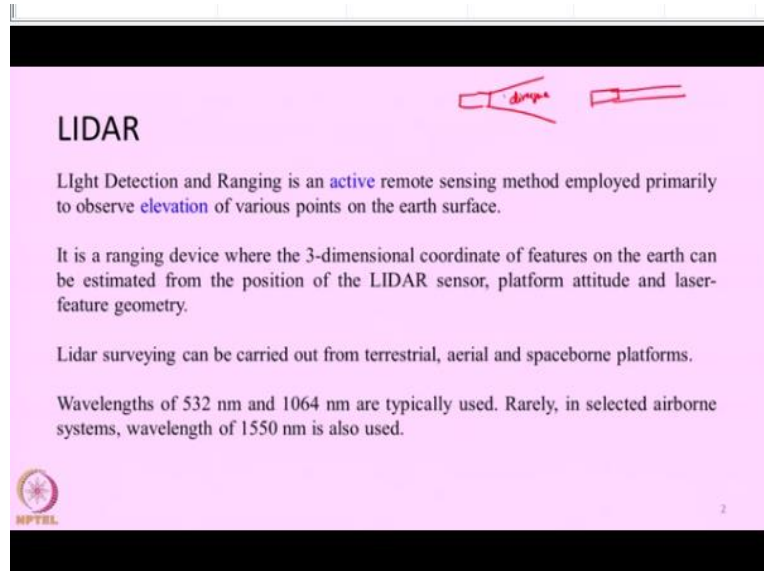 diverge
LIDAR
LIght Detection and Ranging is an active remote sensing method employed primarily
to observe elevation of various points on the earth surface.
It is a ranging device where the 3-dimensional coordinate of features on the earth can
be estimated from the position of the LIDAR sensor, platform attitude and laser-
feature geometry.
Lidar surveying can be carried out from terrestrial, aerial and spaceborne platforms.
Wavelengths of 532 nm and 1064 nm are typically used. Rarely, in selected airborne
systems, wavelength of 1550 nm is also used.
NPTEL
2